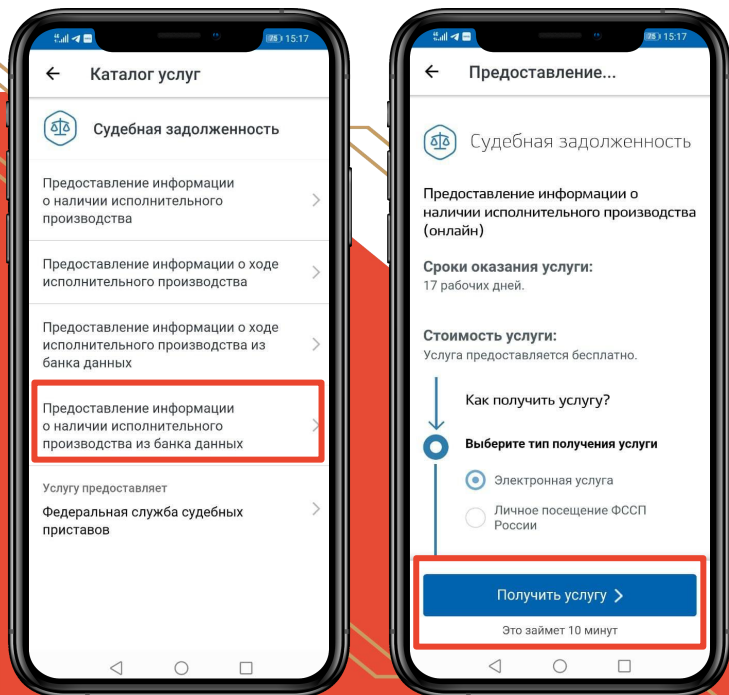 75 15:17
Каталог услуг
Судебная задолженность
Предоставление информации
о наличии исполнительного
производства
Предоставление информации о ходе
исполнительного производства
Предоставление информации о ходе
исполнительного производства из
банка данных
Предоставление информации
о наличии исполнительного
производства из банка данных
Услугу предоставляет
Федеральная служба судебных
приставов
75 15:17
Предоставление...
Судебная задолженность
Предоставление информации о
наличии исполнительного производства
(онлайн)
Сроки оказания услуги:
17 рабочих дней.
Стоимость услуги:
Услуга предоставляется бесплатно.
Как получить услугу?
Выберите тип получения услуги
Электронная услуга
Личное посещение ФССП
России
Получить услугу
Это займет 10 минут